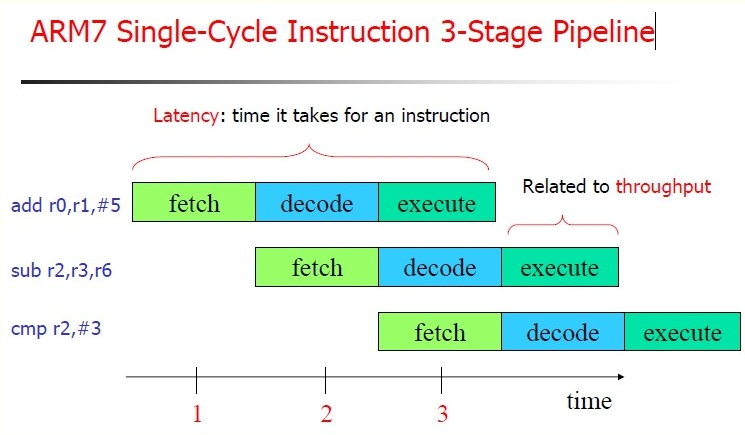 ARM7 Single-Cycle Instruction 3-Stage Pipeline
Latency: time it takes for an instruction
Related to throughput
add r0,r1,#5
fetch decode execute
sub r2,r3,r6
fetch decode execute
cmp r2,#3
fetch decode execute
1 2 3
time